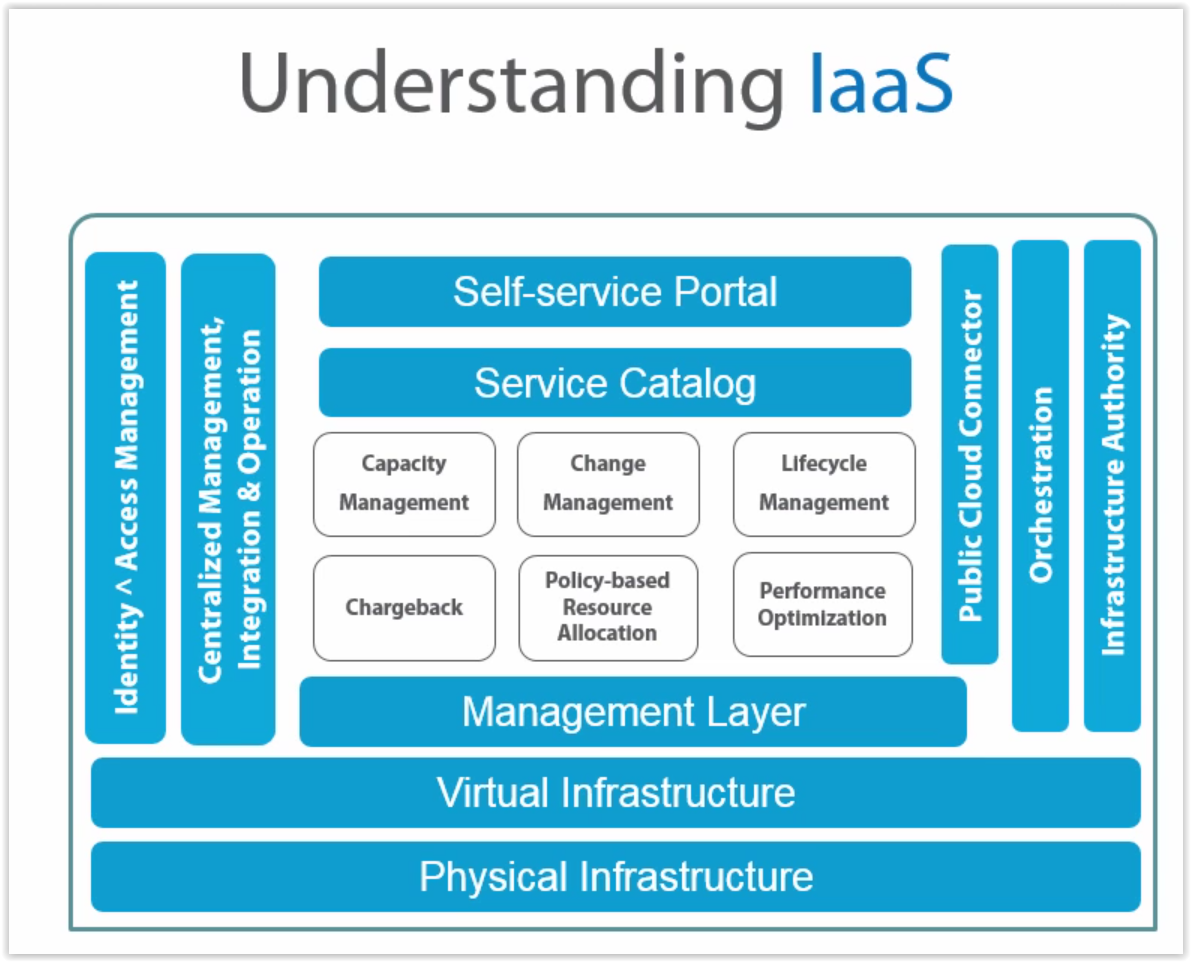 Understanding IaaS
Identity ^ Access Management
Centralized Management,
Integration & Operation
Self-service Portal
Service Catalog
Capacity
Management
Change
Management
Lifecycle
Management
Chargeback
Policy-based
Resource
Allocation
Performance
Optimization
Management Layer
Public Cloud Connector
Orchestration
Infrastructure Authority
Virtual Infrastructure
Physical Infrastructure